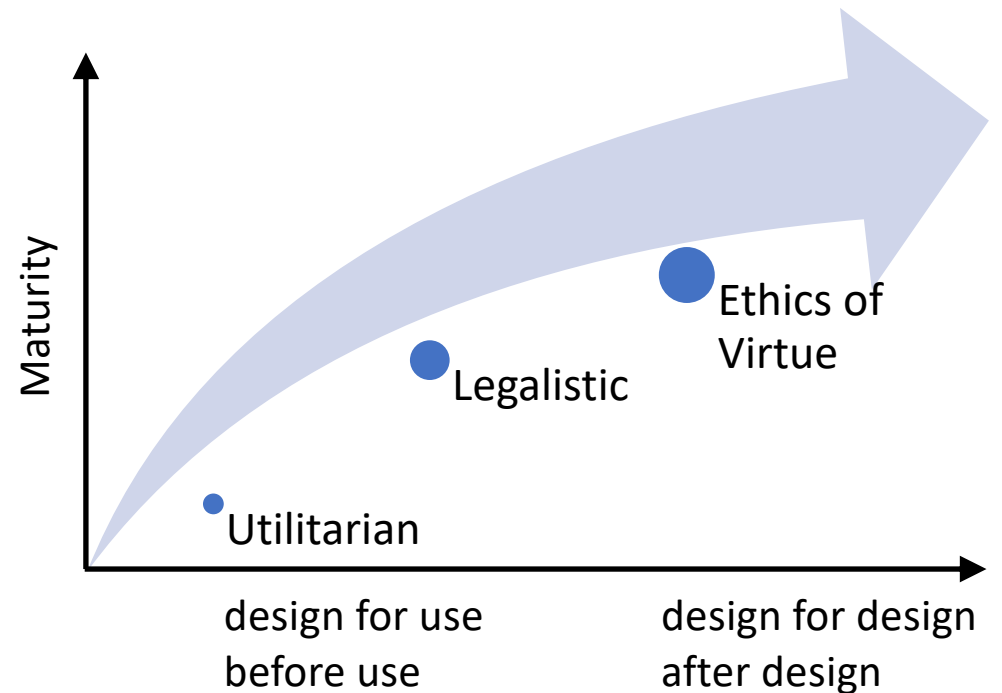 Maturity
Ethics of
Virtue
Legalistic
Utilitarian
design for use
before use
design for design
after design